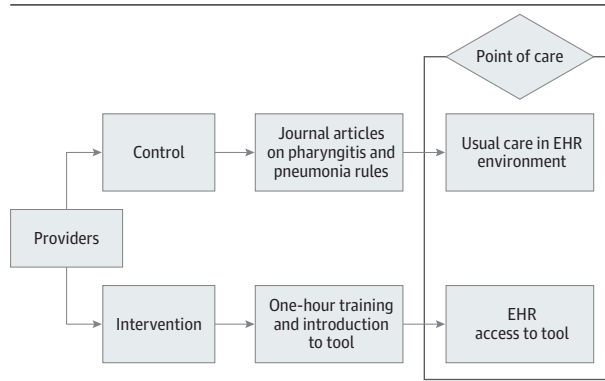 Point of care
Control
Journal articles
on pharyngitis and
pneumonia rules
Usual care in EHR
environment
Providers
Intervention
One-hour training
and introduction
to tool
EHR
access to tool